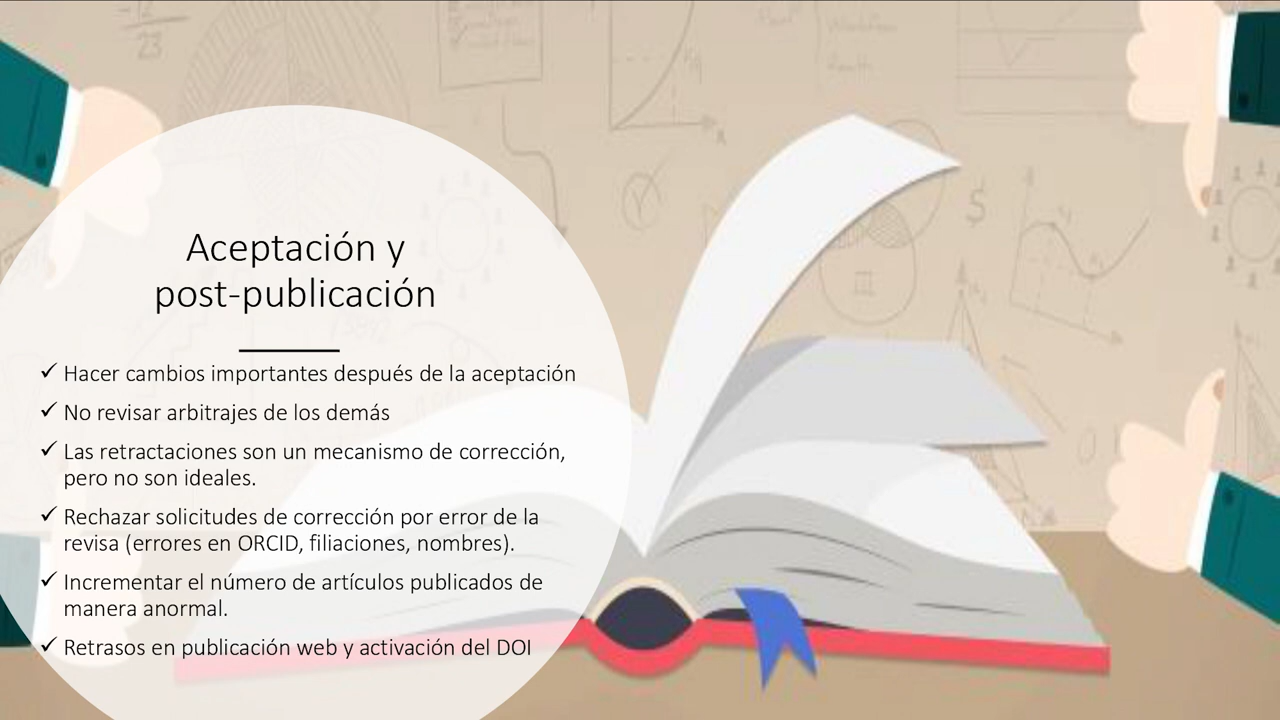 Aceptación y
post-publicación
✓ Hacer cambios importantes después de la aceptación
✓ No revisar arbitrajes de los demás
✓ Las retractaciones son un mecanismo de corrección,
pero no son ideales.
✓ Rechazar solicitudes de corrección por error de la
revisa (errores en ORCID, filiaciones, nombres).
✓ Incrementar el número de artículos publicados de
manera anormal.
✓ Retrasos en publicación web y activación del DOI
23
$